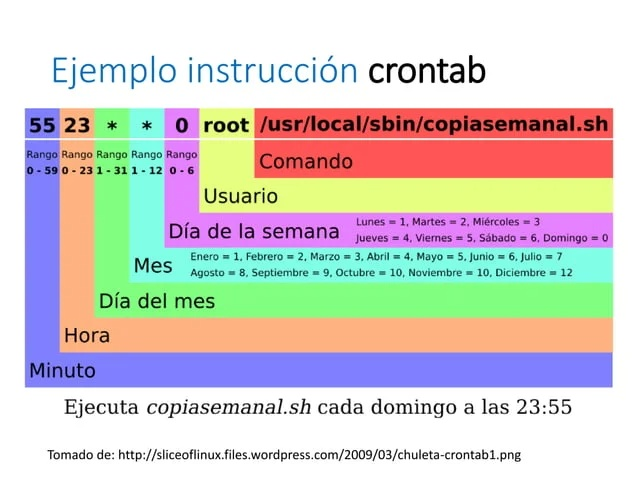 Ejemplo instrucción crontab
55 23 * * 0 root /usr/local/sbin/copiasemanal.sh
Rango Rango Rango Rango Rango
0 - 59 0 - 23 1 - 31 1 - 12 0 - 6
Comando
Usuario
Día de la semana
Lunes = 1, Martes = 2, Miércoles = 3
Jueves = 4, Viernes = 5, Sábado = 6, Domingo = 0
Mes
Enero = 1, Febrero = 2, Marzo = 3, Abril = 4, Mayo = 5, Junio = 6, Julio = 7
Agosto = 8, Septiembre = 9, Octubre = 10, Noviembre = 10, Diciembre = 12
Día del mes
Hora
Minuto
Ejecuta copiasemanal.sh cada domingo a las 23:55
Tomado de: http://sliceoflinux.files.wordpress.com/2009/03/chuleta-crontab1.png